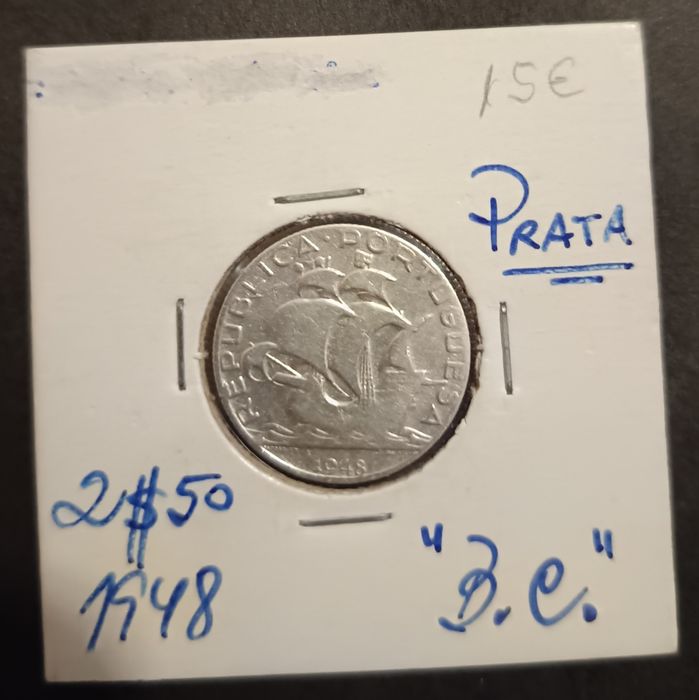 15€
PRATA
REPUBLICA·PORTUGUESA
1948
2$50
1948
"B.C."